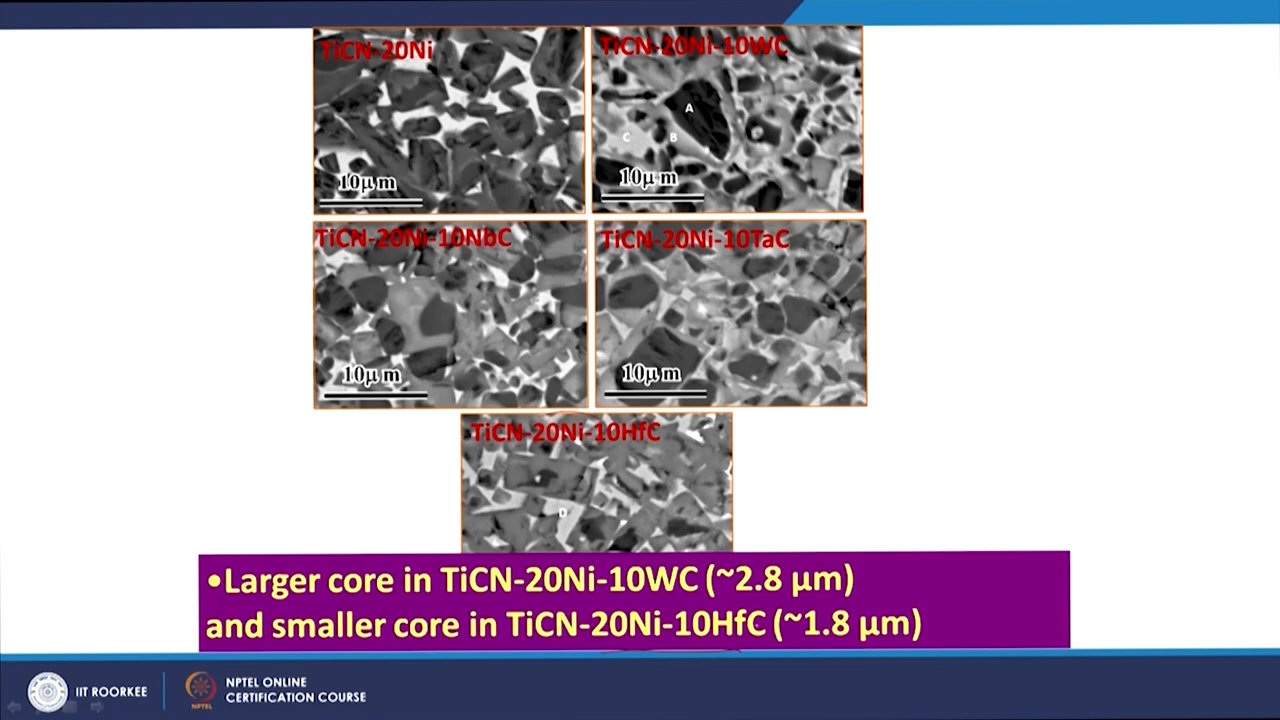 TiCN-20Ni
TiCN-20Ni-10WC
A
C
B
10μm
10μm
TiCN-20Ni-10NbC
TiCN-20Ni-10TaC
10μm
10μm
TiCN-20Ni-10HfC
D
•Larger core in TiCN-20Ni-10WC (~2.8 μm)
and smaller core in TiCN-20Ni-10HfC (~1.8 μm)
IIT ROORKEE
NPTEL
NPTEL ONLINE
CERTIFICATION COURSE